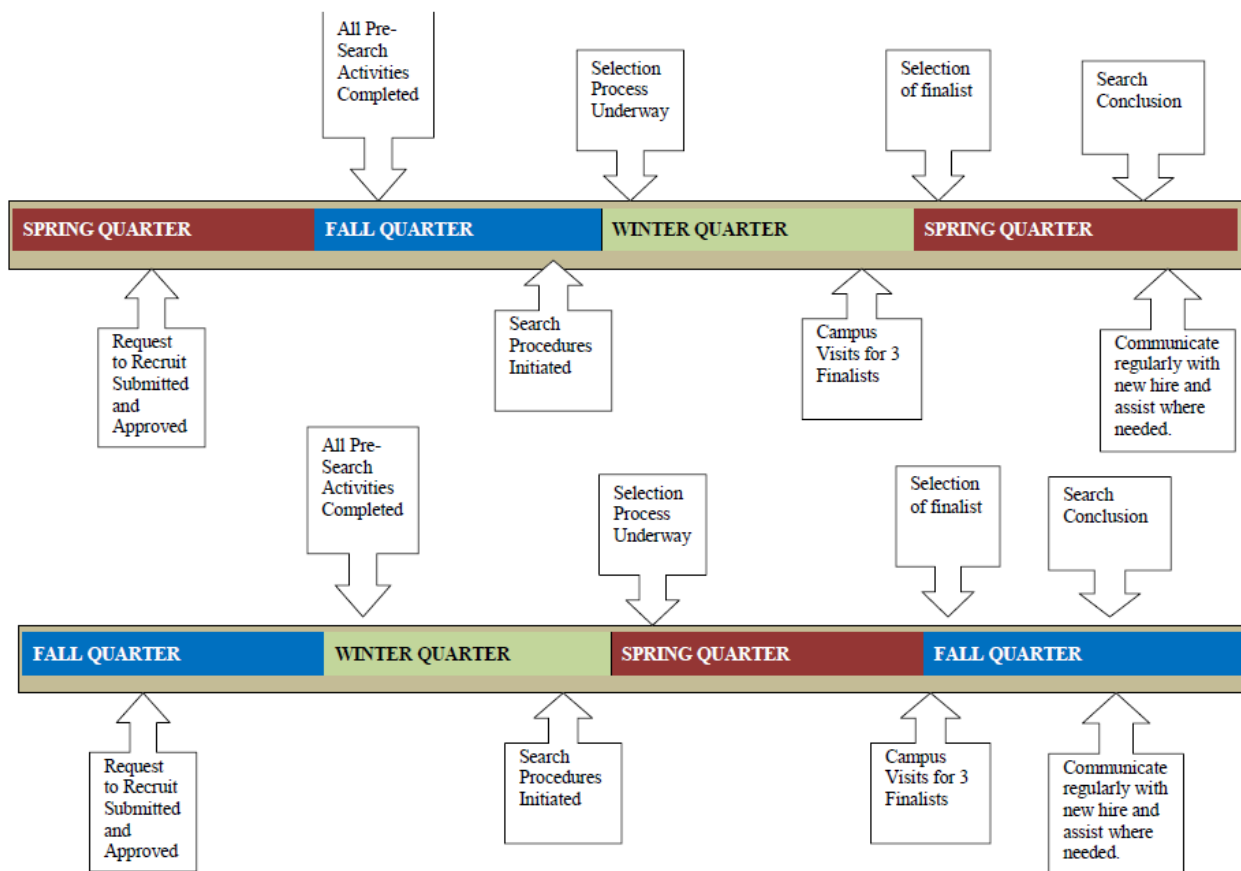 All Pre-
Search
Activities
Completed
Selection
Process
Underway
Selection
of finalist
Search
Conclusion
SPRING QUARTER
FALL QUARTER
WINTER QUARTER
SPRING QUARTER
Request
to Recruit
Submitted
and
Approved
Search
Procedures
Initiated
Campus
Visits for 3
Finalists
Communicate
regularly with
new hire and
assist where
needed.
All Pre-
Search
Activities
Completed
Selection
Process
Underway
Selection
of finalist
Search
Conclusion
FALL QUARTER
WINTER QUARTER
SPRING QUARTER
FALL QUARTER
Request
to Recruit
Submitted
and
Approved
Search
Procedures
Initiated
Campus
Visits for 3
Finalists
Communicate
regularly with
new hire and
assist where
needed.